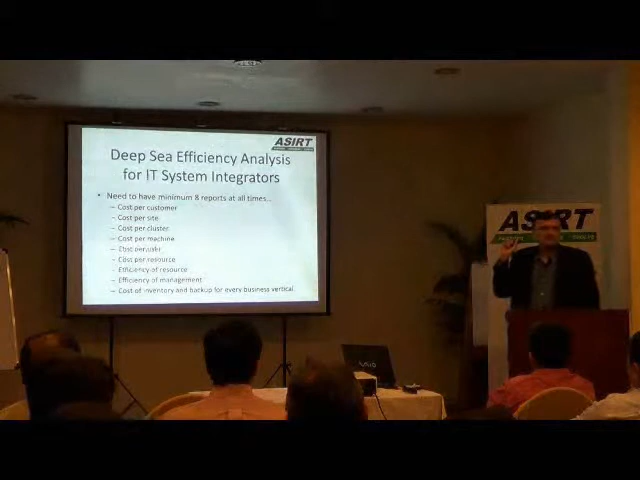 ASIRT
Deep Sea Efficiency Analysis
for IT System Integrators
• Need to have minimum 8 reports at all times...
– Cost per customer
– Cost per site
– Cost per cluster
– Cost per machine
– Cost per user
– Cost per resource
– Efficiency of resource
– Efficiency of management
– Cost of inventory and backup for every business vertical.
ASIRT
VAIO